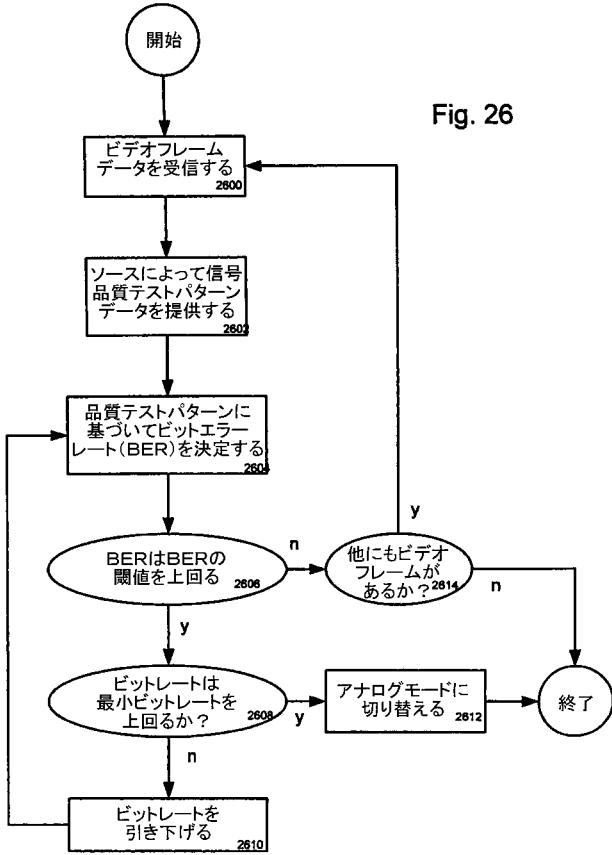 開始
Fig. 26
ビデオフレーム
データを受信する
2600
ソースによって信号
品質テストパターン
データを提供する
2602
品質テストパターンに
基づいてビットエラー
レート(BER)を決定する
2604
BERはBERの
閾値を上回る
2606
n
y
他にもビデオ
フレームが
あるか?
2614
y
n
ビットレートは
最小ビットレートを
上回るか?
2608
y
n
アナログモードに
切り替える
2612
終了
ビットレートを
引き下げる
2610